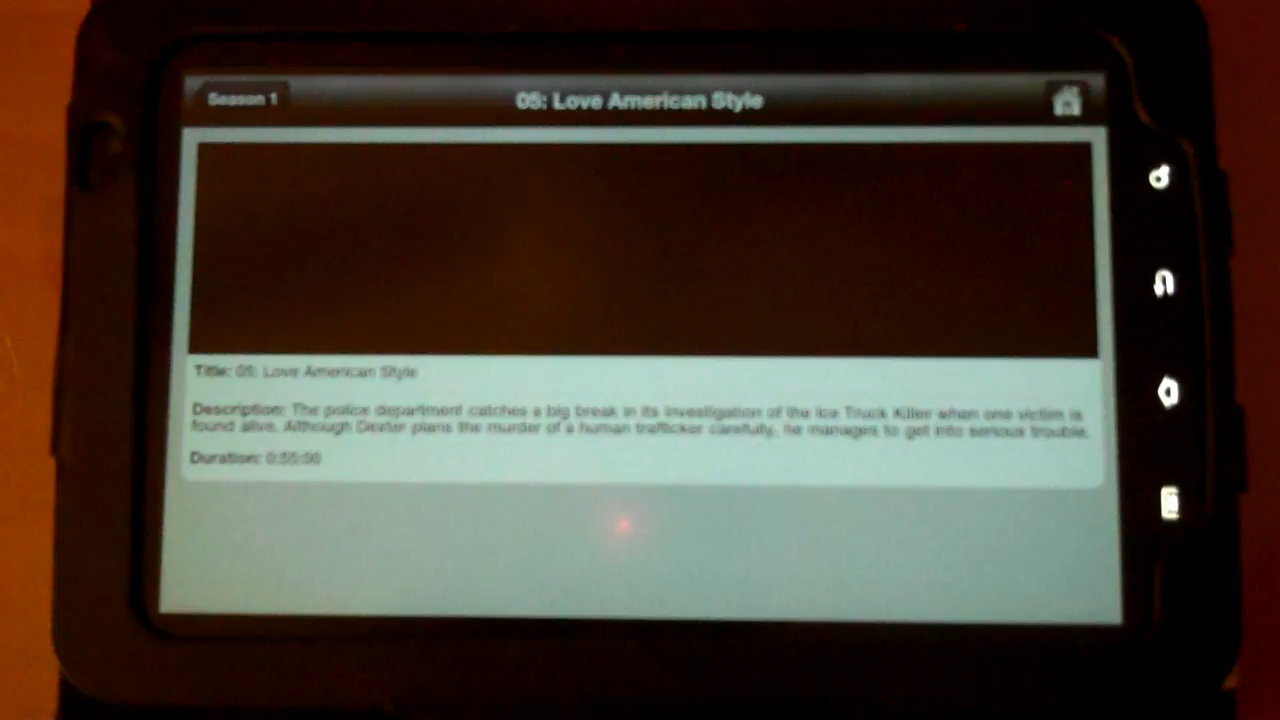 Season 1
05: Love American Style
Title: 05: Love American Style
Description: The police department catches a big break in its investigation of the Ice Truck Killer when one victim is
found alive. Although Dexter plans the murder of a human trafficker carefully, he manages to get into serious trouble.
Duration: 0:55:00